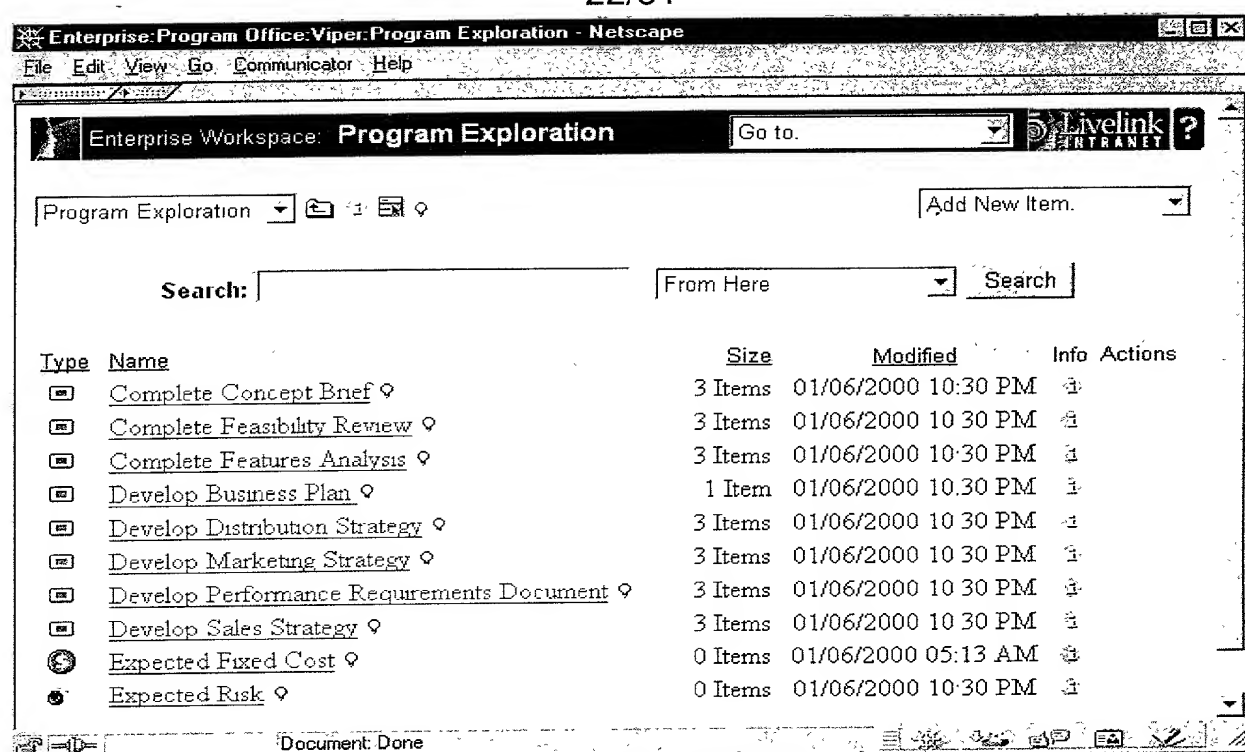 Enterprise:Program Office:Viper:Program Exploration - Netscape
File Edit View Go Communicator Help
Enterprise Workspace: Program Exploration Go to. Livelink INTRANET ?
Program Exploration Add New Item.
Search: From Here Search
Type Name Size Modified Info Actions
Complete Concept Brief 3 Items 01/06/2000 10:30 PM
Complete Feasibility Review 3 Items 01/06/2000 10 30 PM
Complete Features Analysis 3 Items 01/06/2000 10:30 PM
Develop Business Plan 1 Item 01/06/2000 10.30 PM
Develop Distribution Strategy 3 Items 01/06/2000 10 30 PM
Develop Marketing Strategy 3 Items 01/06/2000 10 30 PM
Develop Performance Requirements Document 3 Items 01/06/2000 10 30 PM
Develop Sales Strategy 3 Items 01/06/2000 10 30 PM
Expected Fixed Cost 0 Items 01/06/2000 05:13 AM
Expected Risk 0 Items 01/06/2000 10:30 PM
Document: Done